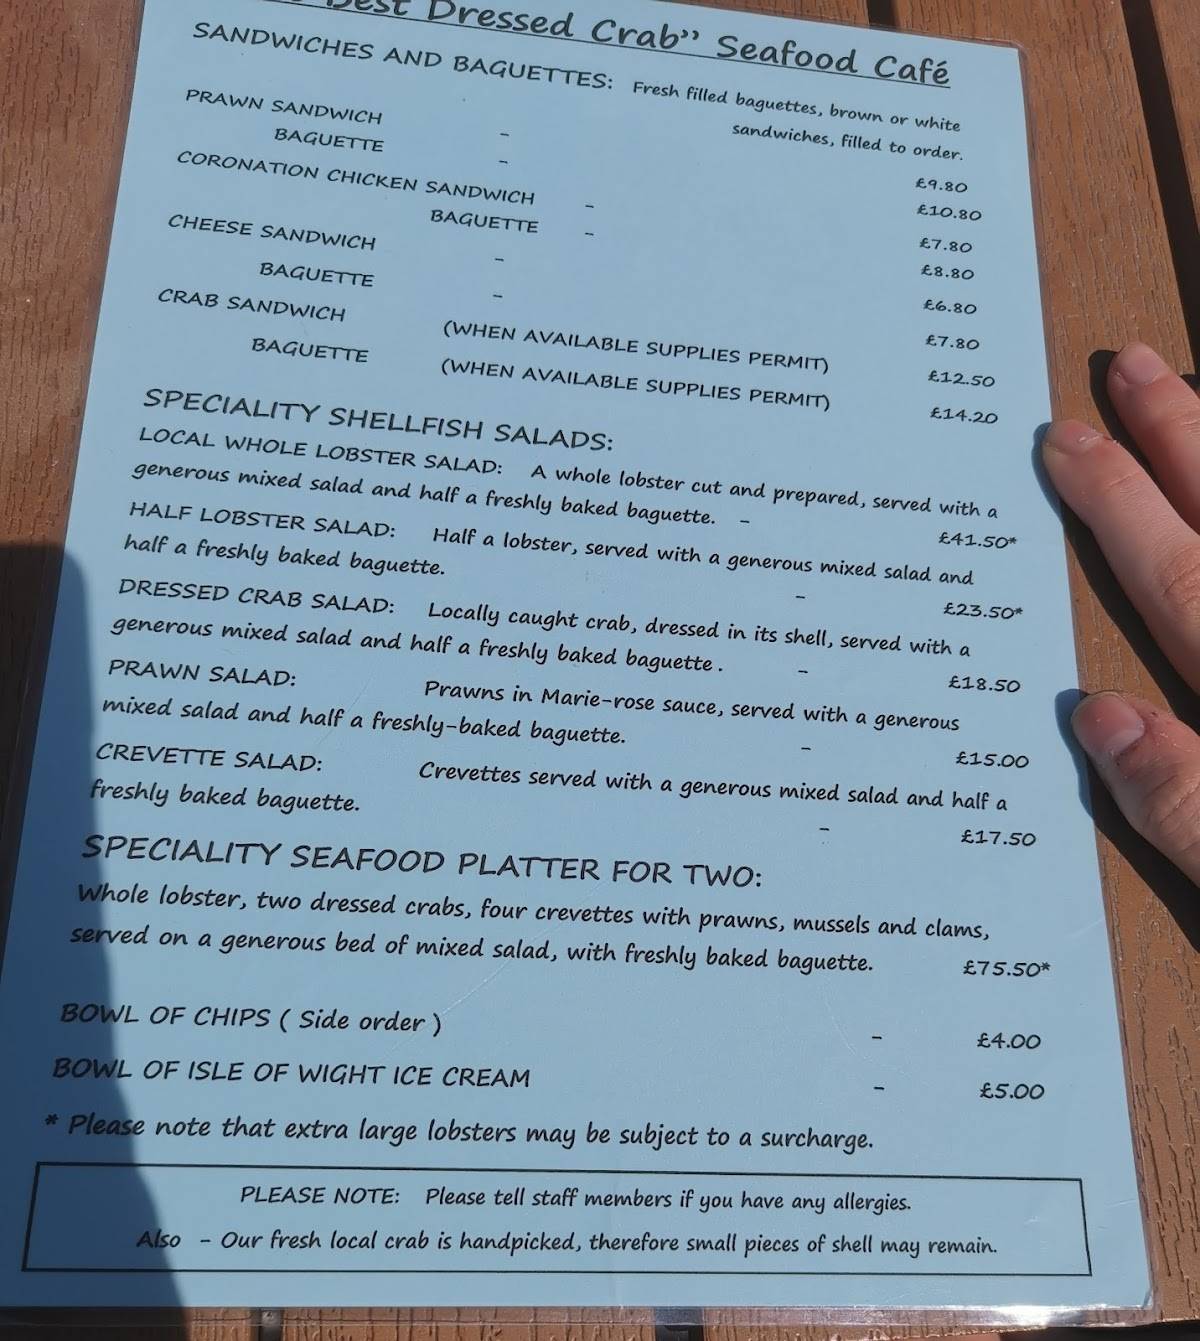 Best Dressed Crab" Seafood Café
SANDWICHES AND BAGUETTES: Fresh filled baguettes, brown or white
sandwiches, filled to order.
PRAWN SANDWICH - £9.80
BAGUETTE - £10.80
CORONATION CHICKEN SANDWICH - £7.80
BAGUETTE - £8.80
CHEESE SANDWICH - £6.80
BAGUETTE - £7.80
CRAB SANDWICH (WHEN AVAILABLE SUPPLIES PERMIT) £12.50
BAGUETTE (WHEN AVAILABLE SUPPLIES PERMIT) £14.20
SPECIALITY SHELLFISH SALADS:
LOCAL WHOLE LOBSTER SALAD: A whole lobster cut and prepared, served with a
generous mixed salad and half a freshly baked baguette. - £41.50*
HALF LOBSTER SALAD: Half a lobster, served with a generous mixed salad and
half a freshly baked baguette. - £23.50*
DRESSED CRAB SALAD: Locally caught crab, dressed in its shell, served with a
generous mixed salad and half a freshly baked baguette . - £18.50
PRAWN SALAD: Prawns in Marie-rose sauce, served with a generous
mixed salad and half a freshly-baked baguette. - £15.00
CREVETTE SALAD: Crevettes served with a generous mixed salad and half a
freshly baked baguette. - £17.50
SPECIALITY SEAFOOD PLATTER FOR TWO:
Whole lobster, two dressed crabs, four crevettes with prawns, mussels and clams,
served on a generous bed of mixed salad, with freshly baked baguette. £75.50*
BOWL OF CHIPS ( Side order ) - £4.00
BOWL OF ISLE OF WIGHT ICE CREAM - £5.00
* Please note that extra large lobsters may be subject to a surcharge.
PLEASE NOTE: Please tell staff members if you have any allergies.
Also - Our fresh local crab is handpicked, therefore small pieces of shell may remain.